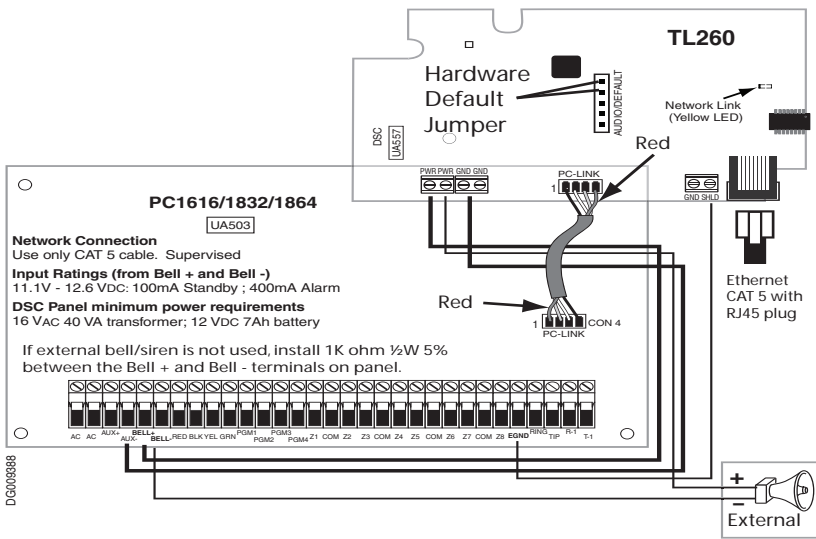 TL260
Hardware
Default
Jumper
AUDIO/DEFAULT
Network Link
(Yellow LED)
DSC
UA557
Red
PWR PWR GND GND
PC-LINK
1
GND SHLD
PC1616/1832/1864
UA503
Network Connection
Use only CAT 5 cable. Supervised
Input Ratings (from Bell + and Bell -)
11.1V - 12.6 VDC: 100mA Standby ; 400mA Alarm
DSC Panel minimum power requirements
16 VAC 40 VA transformer; 12 VDC 7Ah battery
Ethernet
CAT 5 with
RJ45 plug
Red
1
CON 4
PC-LINK
If external bell/siren is not used, install 1K ohm ½W 5%
between the Bell + and Bell - terminals on panel.
AC AC AUX+ AUX- BELL+ BELL- RED BLK YEL GRN PGM1 PGM2 PGM3 PGM4 Z1 COM Z2 Z3 COM Z4 Z5 COM Z6 Z7 COM Z8 EGND RING TIP R-1 T-1
DG009388
+
–
External